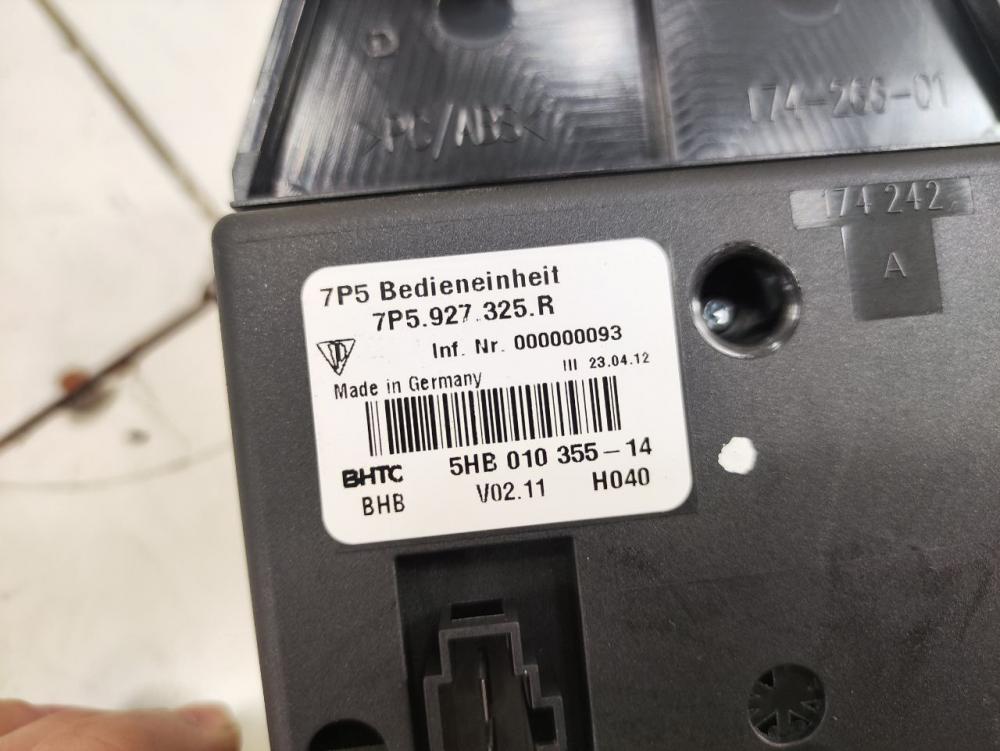 D
>PC/ABS<
174-266-01
174 242
A
7P5 Bedieneinheit
7P5.927.325.R
Inf. Nr. 000000093
III 23.04.12
Made in Germany
5HB 010 355-14
BHTC
BHB V02.11 H040